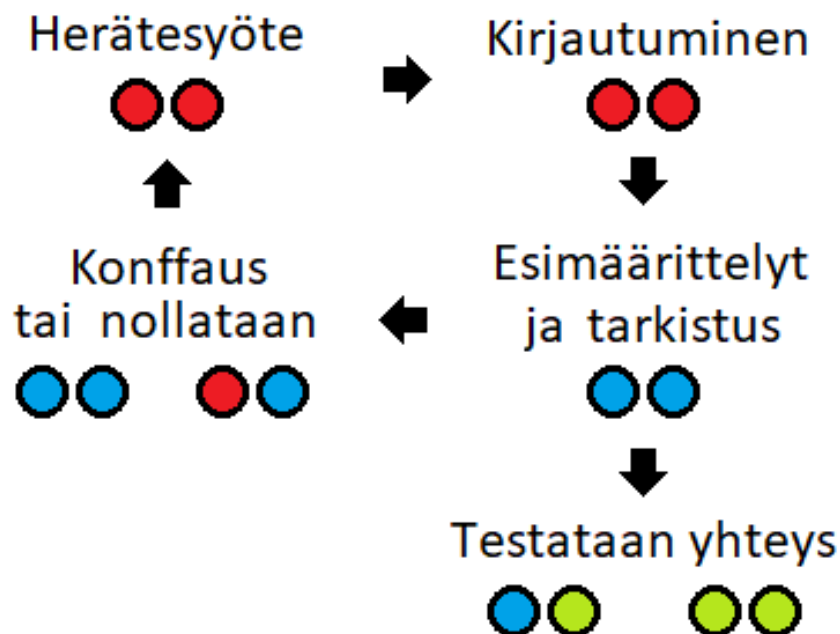 Herätesyöte
Kirjautuminen
Konffaus
tai nollataan
Esimäärittelyt
ja tarkistus
Testataan yhteys